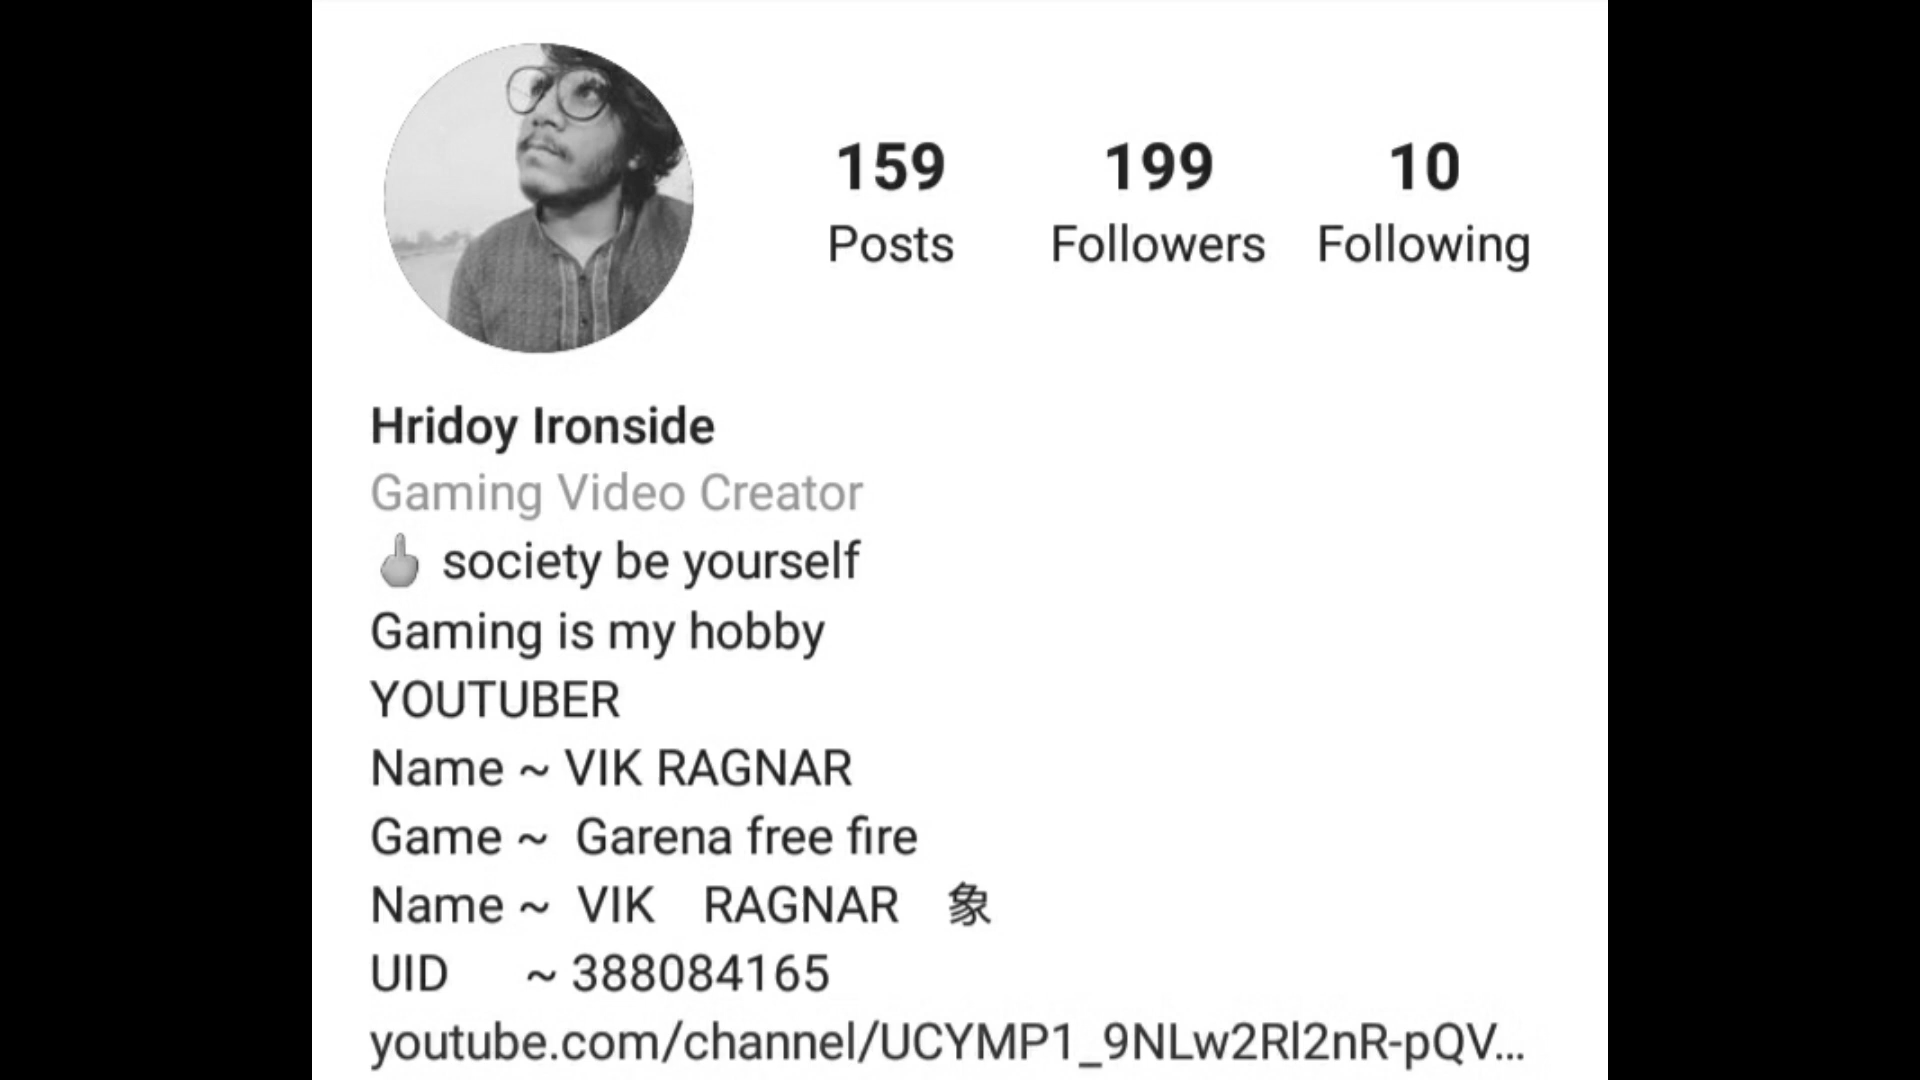 159 199 10
Posts Followers Following
Hridoy Ironside
Gaming Video Creator
🖕 society be yourself
Gaming is my hobby
YOUTUBER
Name ~ VIK RAGNAR
Game ~ Garena free fire
Name ~ VIK RAGNAR 象
UID ~ 388084165
youtube.com/channel/UCYMP1_9NLw2Rl2nR-pQV...